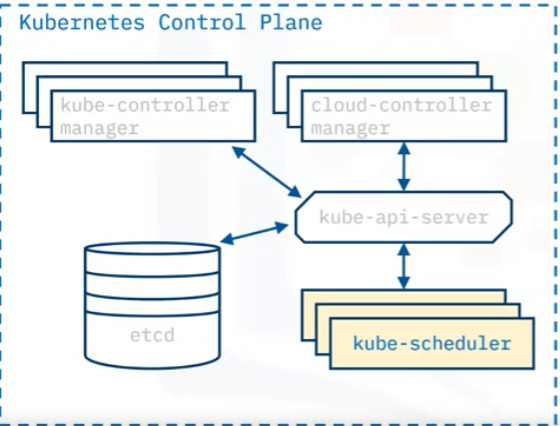 Kubernetes Control Plane
kube-controller
manager
cloud-controller
manager
kube-api-server
etcd
kube-scheduler